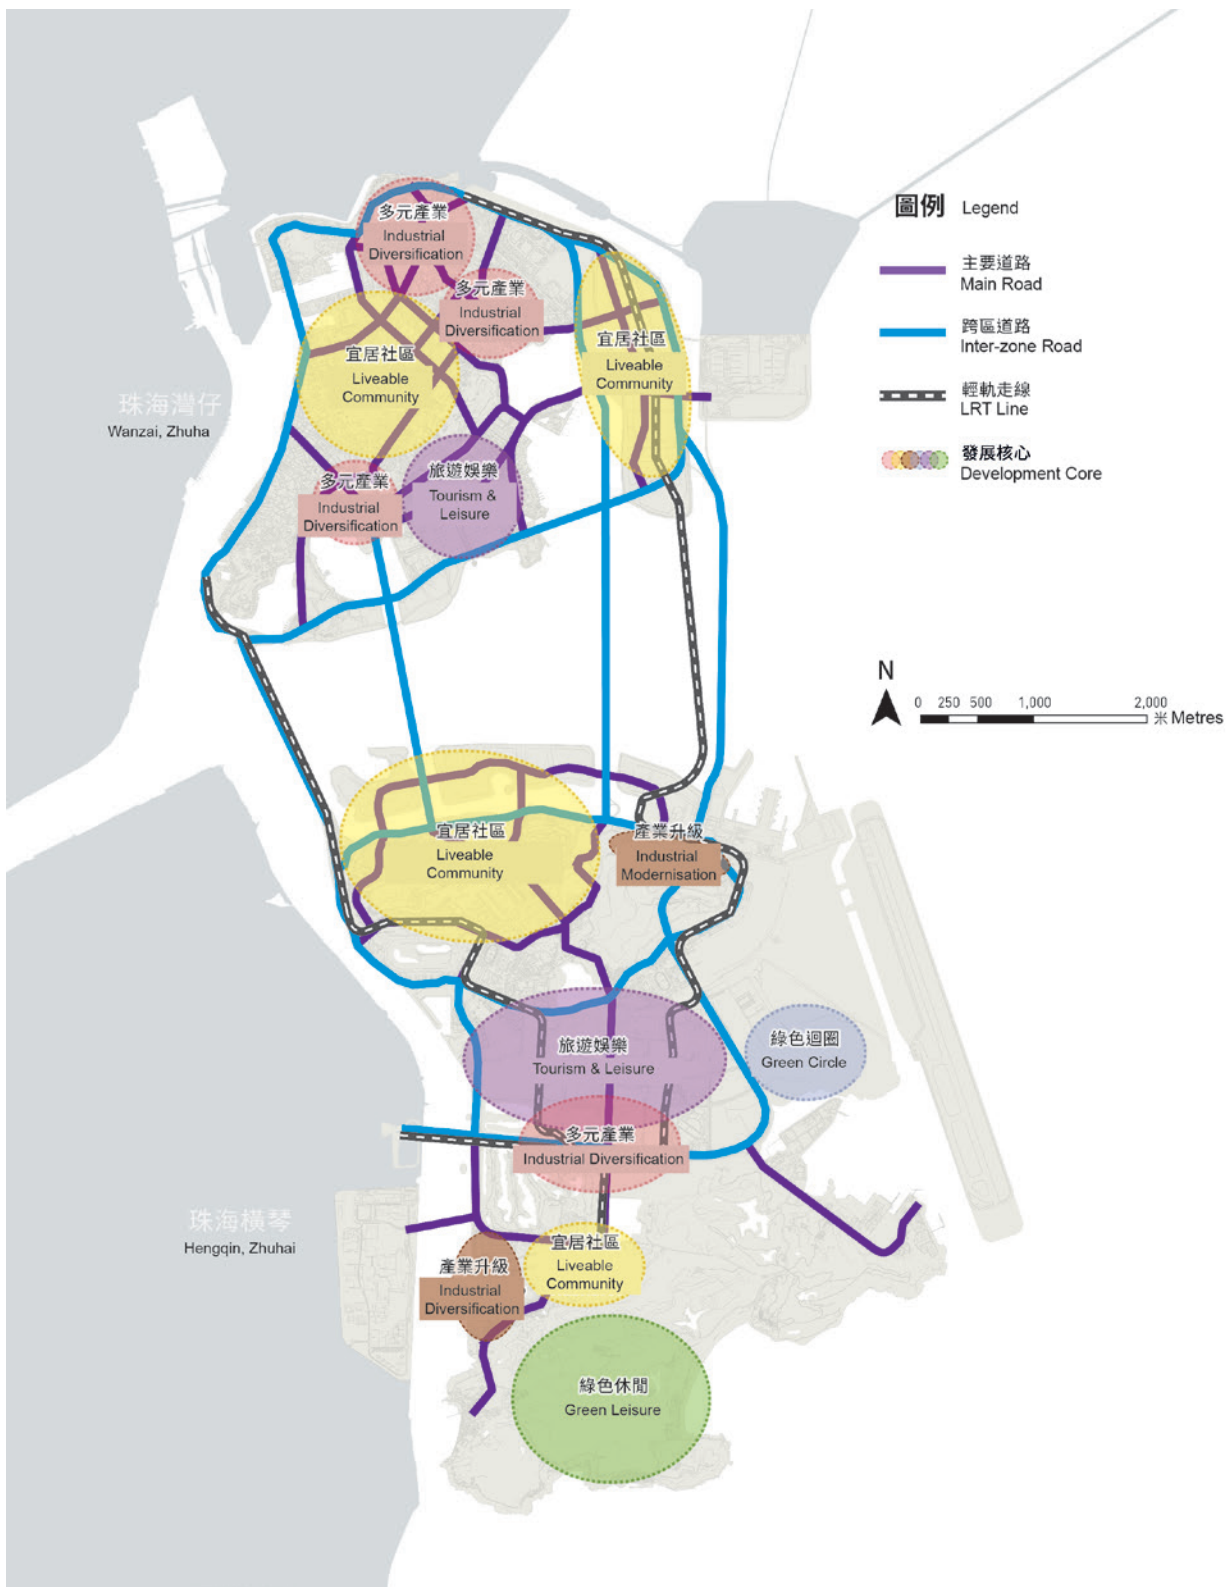 圖例 Legend
主要道路
Main Road
跨區道路
Inter-zone Road
輕軌走線
LRT Line
發展核心
Development Core
多元產業
Industrial
Diversification
多元產業
Industrial
Diversification
宜居社區
Liveable
Community
宜居社區
Liveable
Community
珠海灣仔
Wanzai, Zhuha
多元產業
Industrial
Diversification
旅遊娛樂
Tourism &
Leisure
N
0 250 500 1,000 2,000
米 Metres
宜居社區
Liveable
Community
產業升級
Industrial
Modernisation
旅遊娛樂
Tourism & Leisure
綠色迴圈
Green Circle
多元產業
Industrial Diversification
珠海橫琴
Hengqin, Zhuhai
宜居社區
Liveable
Community
產業升級
Industrial
Diversification
綠色休閒
Green Leisure